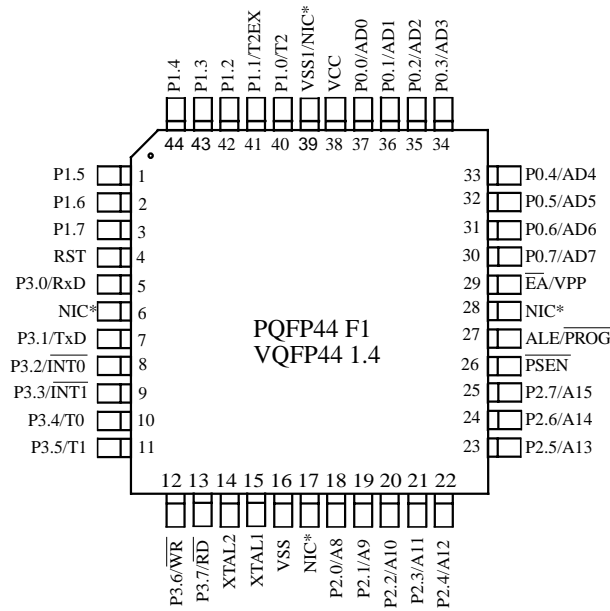 P1.4
P1.3
P1.2
P1.1/T2EX
P1.0/T2
VSS1/NIC*
VCC
P0.0/AD0
P0.1/AD1
P0.2/AD2
P0.3/AD3
44 43 42 41 40 39 38 37 36 35 34
P1.5 1
P1.6 2
P1.7 3
RST 4
P3.0/RxD 5
NIC* 6
P3.1/TxD 7
P3.2/INT0 8
P3.3/INT1 9
P3.4/T0 10
P3.5/T1 11
PQFP44 F1
VQFP44 1.4
33 P0.4/AD4
32 P0.5/AD5
31 P0.6/AD6
30 P0.7/AD7
29 EA/VPP
28 NIC*
27 ALE/PROG
26 PSEN
25 P2.7/A15
24 P2.6/A14
23 P2.5/A13
12 13 14 15 16 17 18 19 20 21 22
P3.6/WR
P3.7/RD
XTAL2
XTAL1
VSS
NIC*
P2.0/A8
P2.1/A9
P2.2/A10
P2.3/A11
P2.4/A12